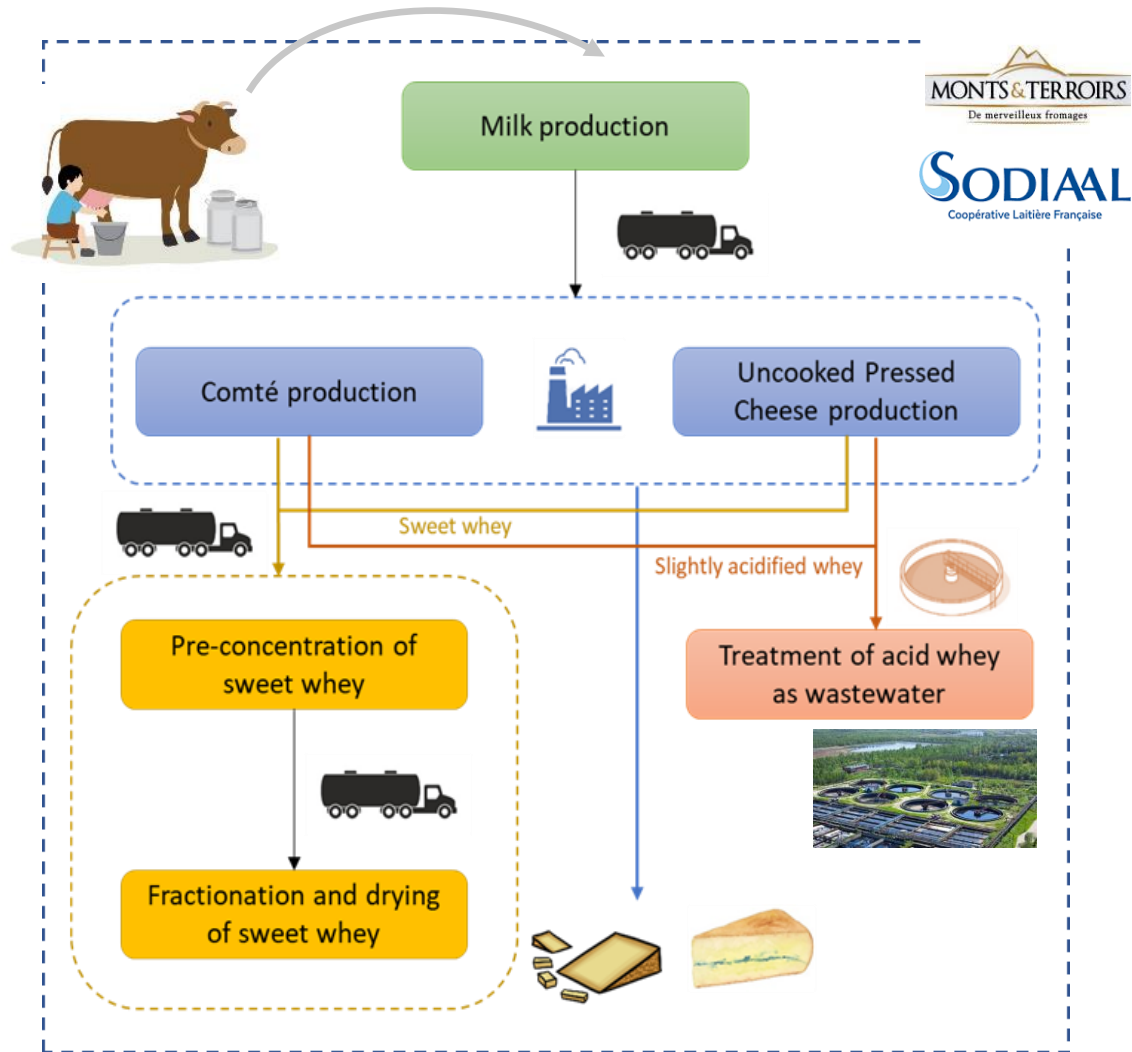 MONTS & TERROIRS
De merveilleux fromages
SODIAAL
Coopérative Laitière Française
Milk production
Comté production
Uncooked Pressed
Cheese production
Sweet whey
Slightly acidified whey
Pre-concentration of
sweet whey
Treatment of acid whey
as wastewater
Fractionation and drying
of sweet whey